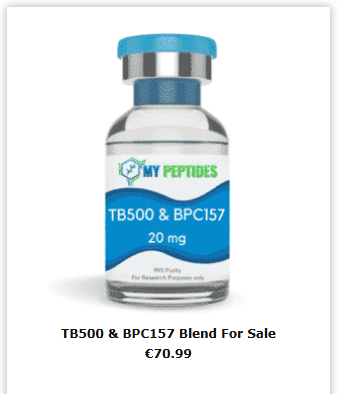 MY PEPTIDES
TB500 & BPC157
20 mg
99% Purity
For Research Purposes only
TB500 & BPC157 Blend For Sale
€70.99